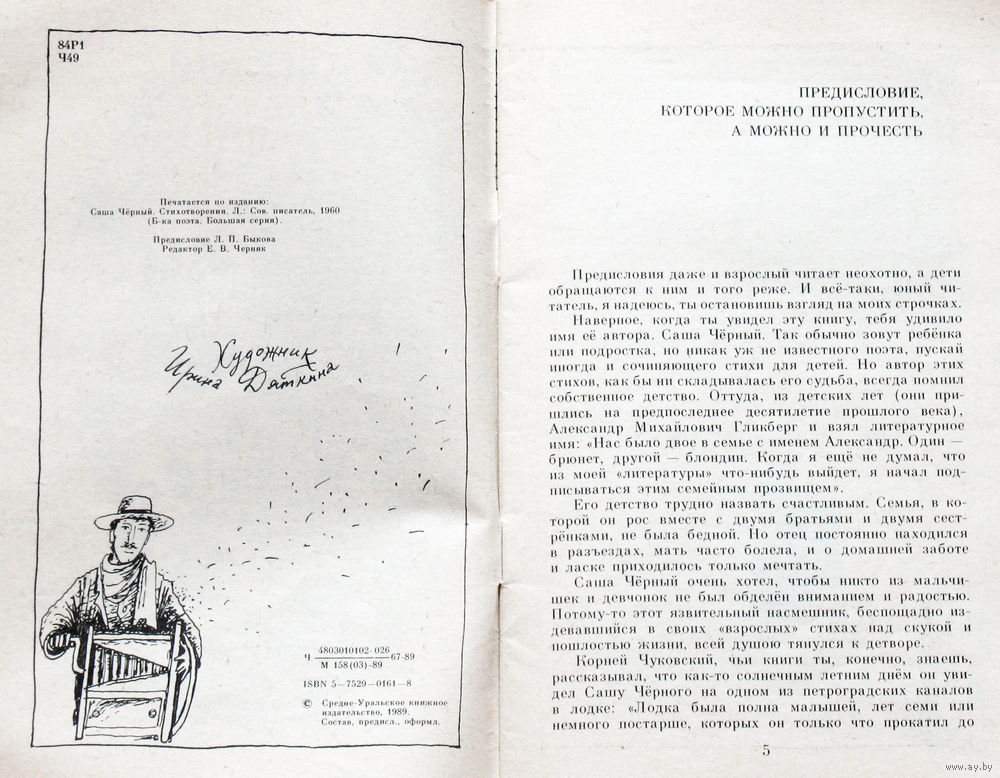 84Р1
Ч49
Печатается по изданию:
Саша Чёрный. Стихотворения. Л.: Сов. писатель, 1960
(Б-ка поэта. Большая серия).
Предисловие Л. П. Быкова
Редактор Е. В. Черняк
Художник
Ирина Дяткина
4803010102-026
Ч ————— 67-89
М 158(03)-89
ISBN 5—7529—0161—8
© Средне-Уральское книжное
издательство, 1989.
Состав, предисл., оформл.
ПРЕДИСЛОВИЕ,
КОТОРОЕ МОЖНО ПРОПУСТИТЬ,
А МОЖНО И ПРОЧЕСТЬ
Предисловия даже и взрослый читает неохотно, а дети
обращаются к ним и того реже. И всё-таки, юный чи-
татель, я надеюсь, ты остановишь взгляд на моих строчках.
Наверное, когда ты увидел эту книгу, тебя удивило
имя её автора. Саша Чёрный. Так обычно зовут ребёнка
или подростка, но никак уж не известного поэта, пускай
иногда и сочиняющего стихи для детей. Но автор этих
стихов, как бы ни складывалась его судьба, всегда помнил
собственное детство. Оттуда, из детских лет (они при-
шлись на предпоследнее десятилетие прошлого века),
Александр Михайлович Гликберг и взял литературное
имя: «Нас было двое в семье с именем Александр. Один —
брюнет, другой — блондин. Когда я ещё не думал, что
из моей «литературы» что-нибудь выйдет, я начал под-
писываться этим семейным прозвищем».
Его детство трудно назвать счастливым. Семья, в ко-
торой он рос вместе с двумя братьями и двумя сест-
рёнками, не была бедной. Но отец постоянно находился
в разъездах, мать часто болела, и о домашней заботе
и ласке приходилось только мечтать.
Саша Чёрный очень хотел, чтобы никто из мальчи-
шек и девчонок не был обделён вниманием и радостью.
Потому-то этот язвительный насмешник, беспощадно из-
девавшийся в своих «взрослых» стихах над скукой и
пошлостью жизни, всей душою тянулся к детворе.
Корней Чуковский, чьи книги ты, конечно, знаешь,
рассказывал, что как-то солнечным летним днём он уви-
дел Сашу Чёрного на одном из петроградских каналов
в лодке: «Лодка была полна малышей, лет семи или
немного постарше, которых он только что прокатил до
5
www.ay.by